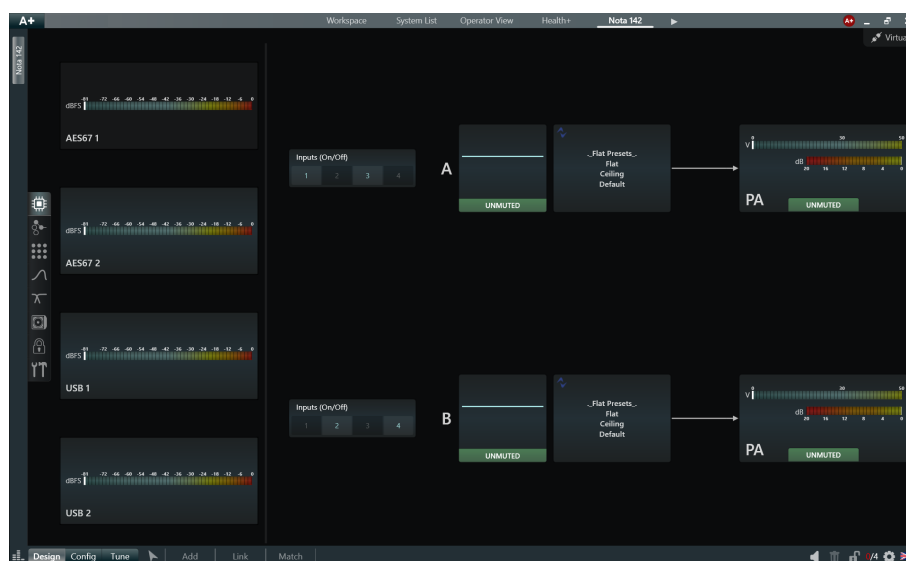 A+ Workspace System List Operator View Health+ Nota 142 A+
Nota 142
Virtua
dBFS -81 -72 -66 -60 -54 -48 -42 -36 -30 -24 -18 -12 -6 0
AES67 1
Inputs (On/Off)
1 2 3 4
A
UNMUTED
_Flat Presets_
Flat
Ceiling
Default
V 0 30 50
dB 20 16 12 8 4 0
PA UNMUTED
dBFS -81 -72 -66 -60 -54 -48 -42 -36 -30 -24 -18 -12 -6 0
AES67 2
dBFS -81 -72 -66 -60 -54 -48 -42 -36 -30 -24 -18 -12 -6 0
USB 1
Inputs (On/Off)
1 2 3 4
B
UNMUTED
_Flat Presets_
Flat
Ceiling
Default
V 0 30 50
dB 20 16 12 8 4 0
PA UNMUTED
dBFS -81 -72 -66 -60 -54 -48 -42 -36 -30 -24 -18 -12 -6 0
USB 2
Design Config Tune Add Link Match /4